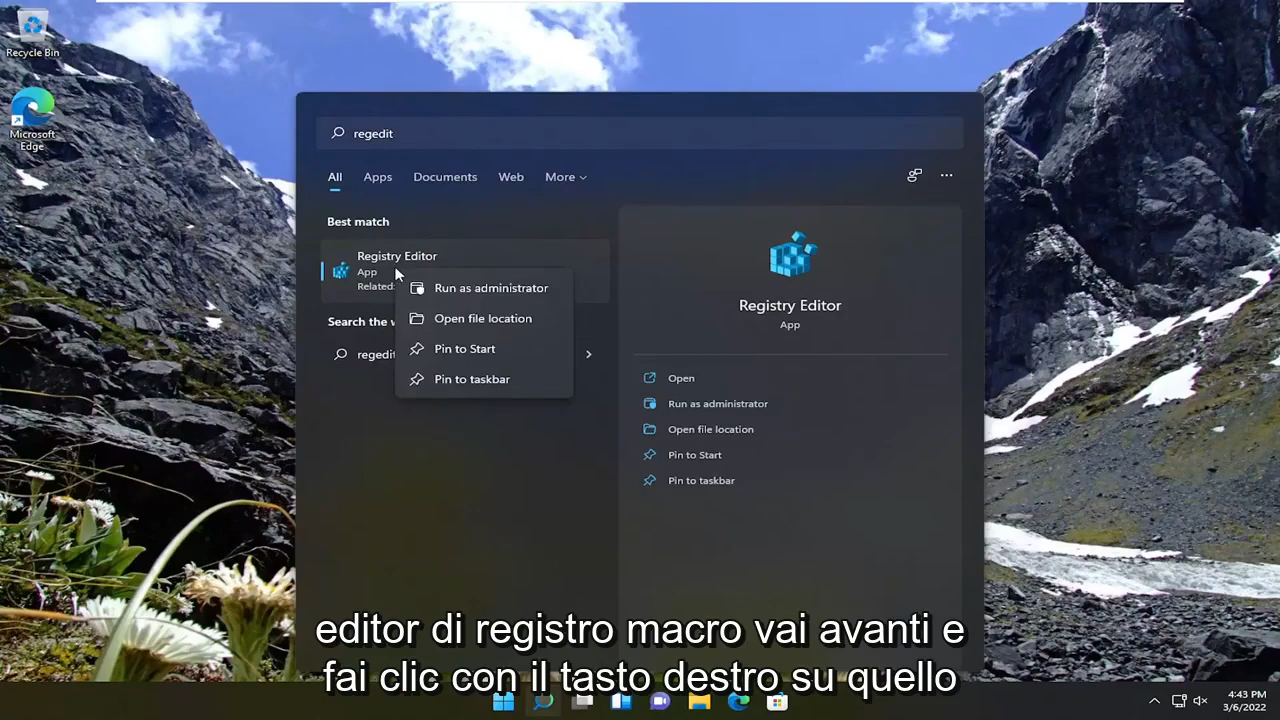 Recycle Bin
Microsoft
Edge
regedit
All Apps Documents Web More
Best match
Registry Editor
App
Related:
Search the w
regedit
Run as administrator
Open file location
Pin to Start
Pin to taskbar
Registry Editor
App
Open
Run as administrator
Open file location
Pin to Start
Pin to taskbar
editor di registro macro vai avanti e
fai clic con il tasto destro su quello
4:43 PM
3/6/2022